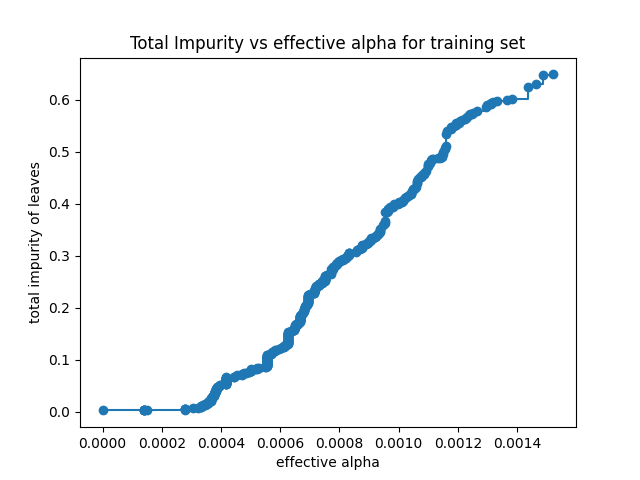 Total Impurity vs effective alpha for training set
total impurity of leaves
0.6
0.5
0.4
0.3
0.2
0.1
0.0
0.0000 0.0002 0.0004 0.0006 0.0008 0.0010 0.0012 0.0014
effective alpha